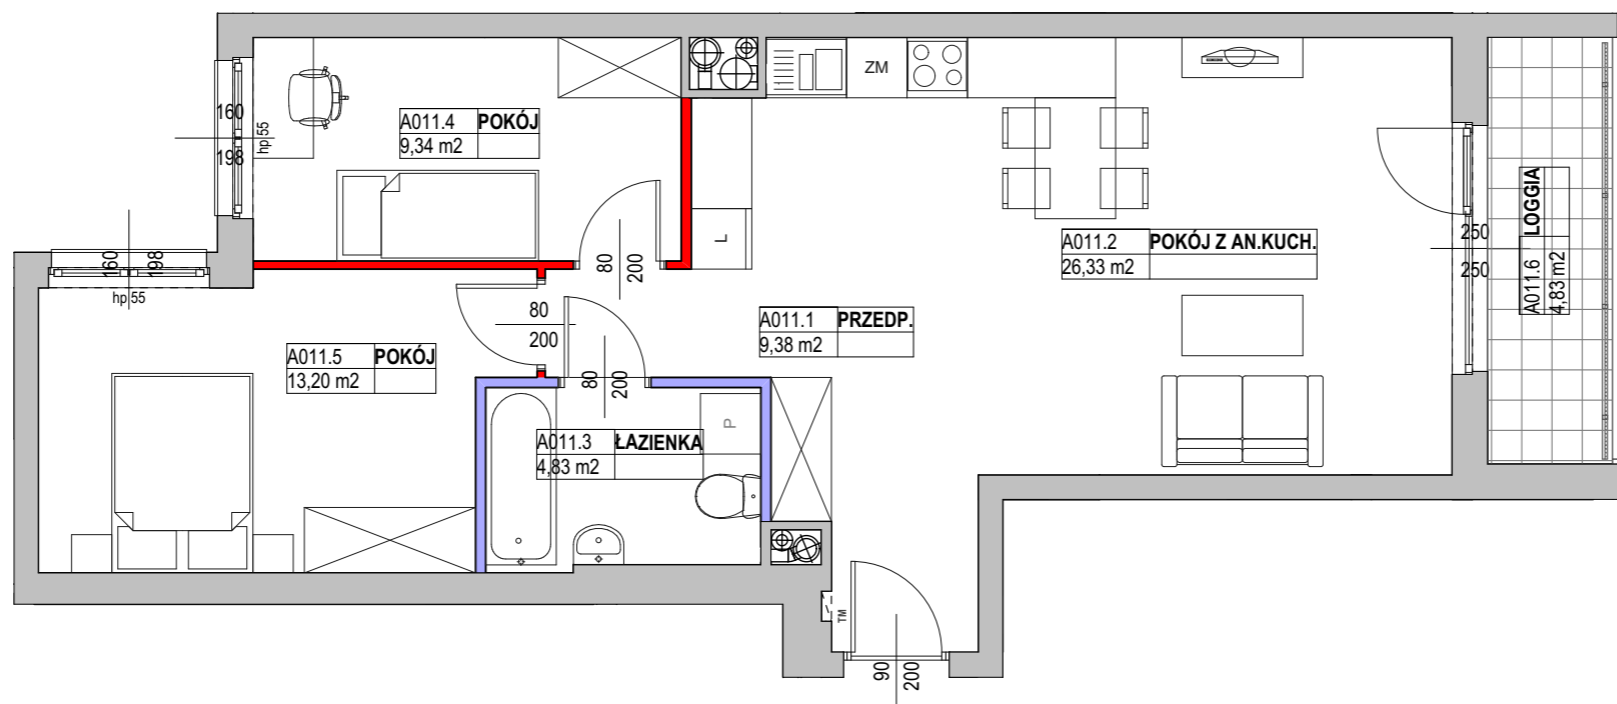 ZM
A011.4 POKÓJ
9,34 m2
160
198
hp 55
L
80
200
A011.2 POKÓJ Z AN.KUCH.
26,33 m2
250
250
A011.6 LOGGIA
4,83 m2
160
198
hp 55
80
200
A011.1 PRZEDP.
9,38 m2
A011.5 POKÓJ
13,20 m2
80
200
P
A011.3 ŁAZIENKA
4,83 m2
TM
90
200